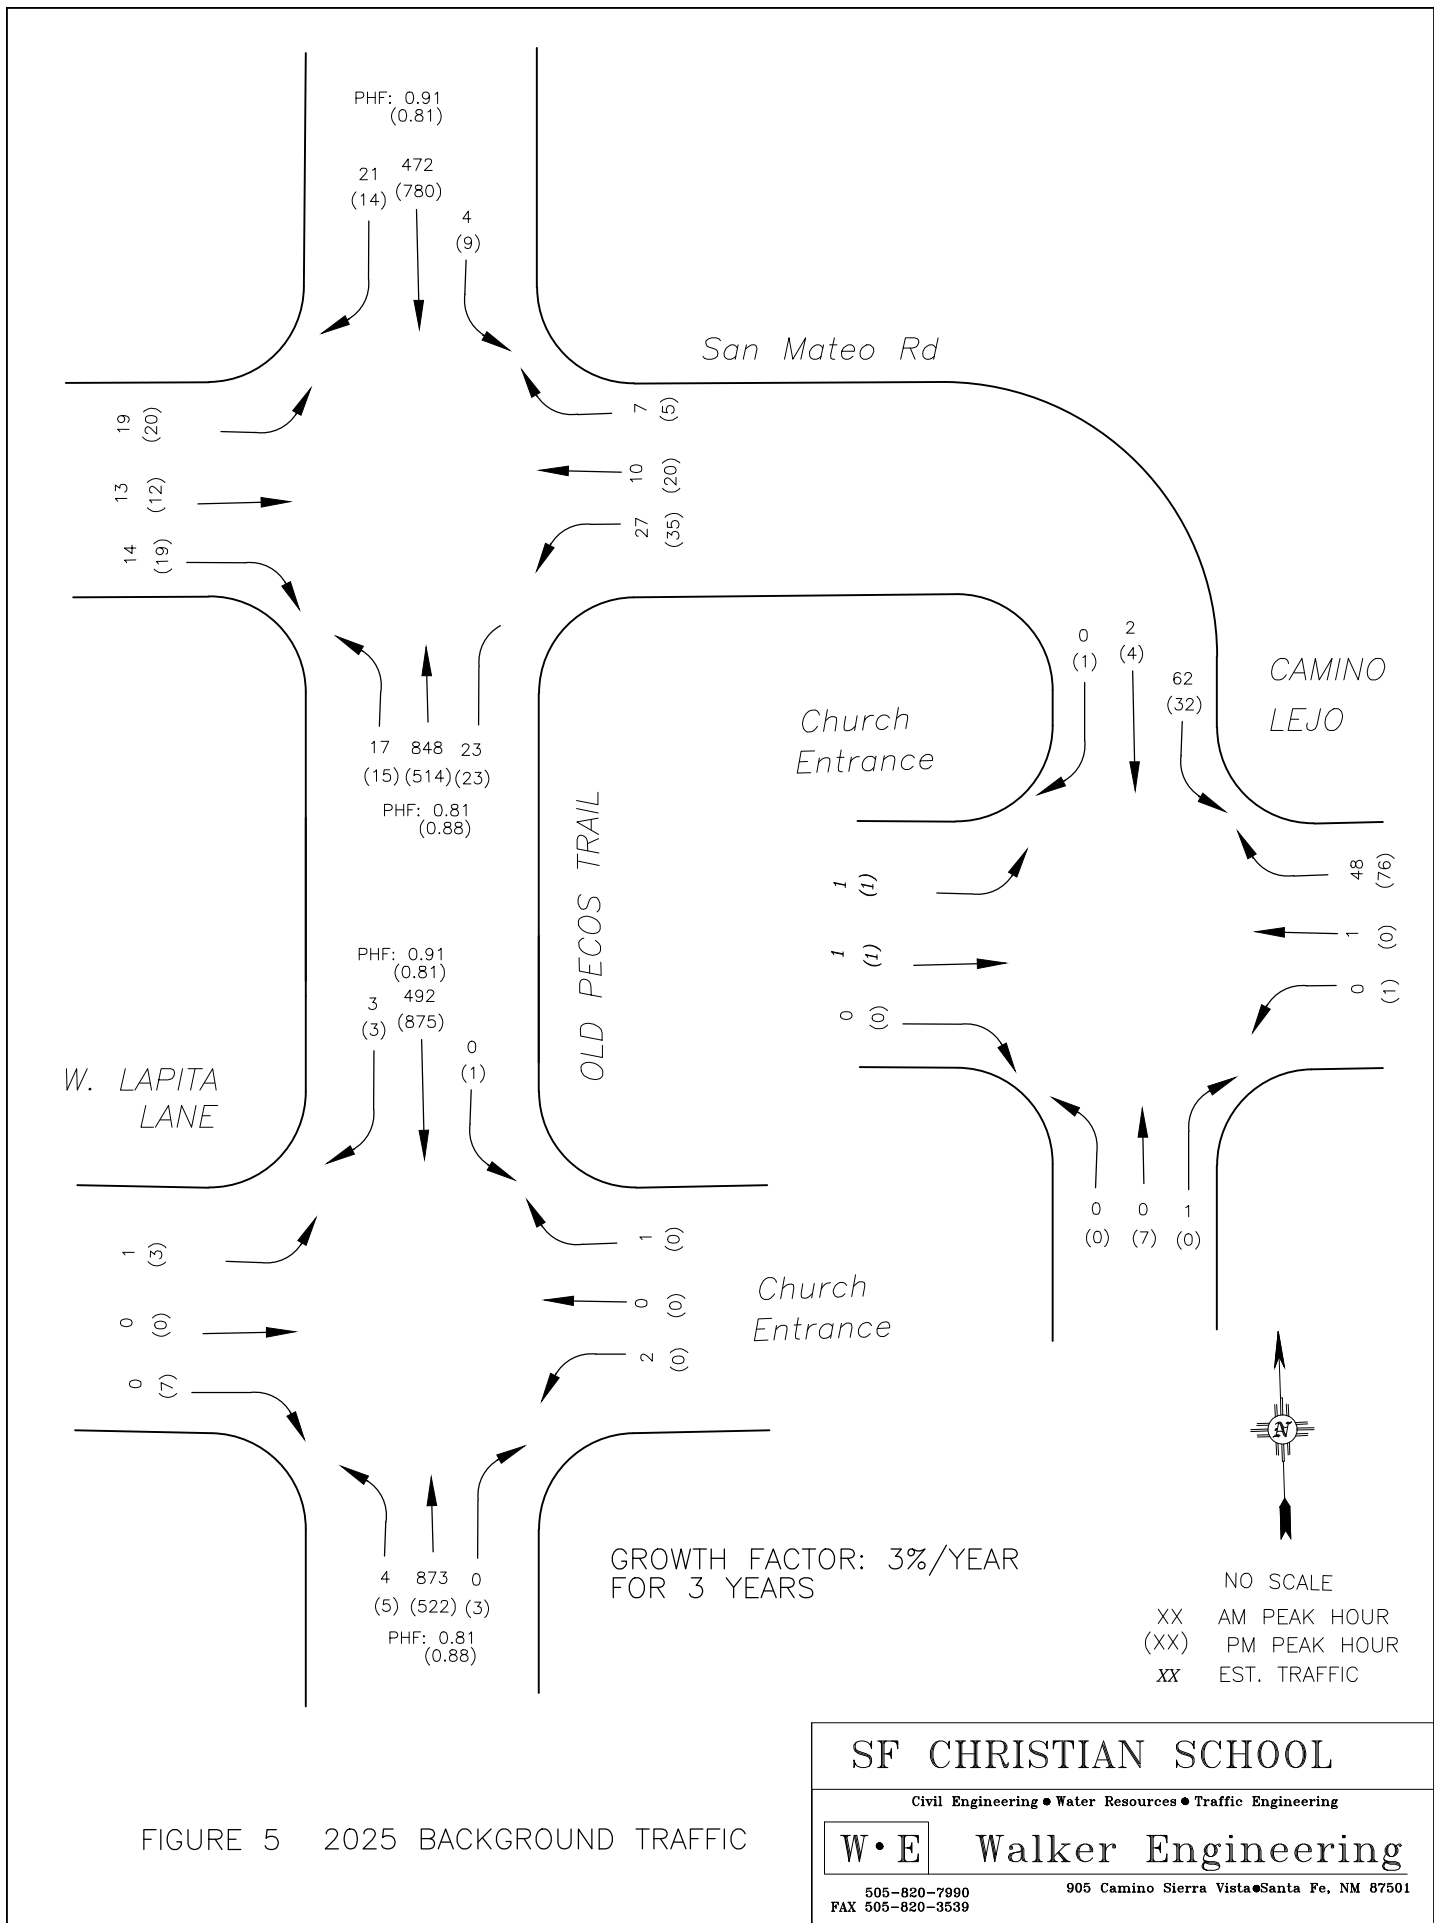 PHF: 0.91
(0.81)
21 472
(14) (780)
4
(9)
San Mateo Rd
19
(20)
7
(5)
13
(12)
10
(20)
14
(19)
27
(35)
0 2
(1) (4)
62
(32)
CAMINO
LEJO
Church
Entrance
17 848 23
(15) (514) (23)
PHF: 0.81
(0.88)
OLD PECOS TRAIL
1
(1)
48
(76)
1
(1)
1
(0)
0
(0)
0
(1)
PHF: 0.91
(0.81)
3 492
(3) (875)
0
(1)
W. LAPITA
LANE
0 0 1
(0) (7) (0)
1
(3)
1
(0)
0
(0)
0
(0)
Church
Entrance
0
(7)
2
(0)
N
4 873 0
(5) (522) (3)
PHF: 0.81
(0.88)
GROWTH FACTOR: 3%/YEAR
FOR 3 YEARS
NO SCALE
XX AM PEAK HOUR
(XX) PM PEAK HOUR
XX EST. TRAFFIC
SF CHRISTIAN SCHOOL
Civil Engineering • Water Resources • Traffic Engineering
FIGURE 5 2025 BACKGROUND TRAFFIC
W•E Walker Engineering
505-820-7990
FAX 505-820-3539
905 Camino Sierra Vista•Santa Fe, NM 87501